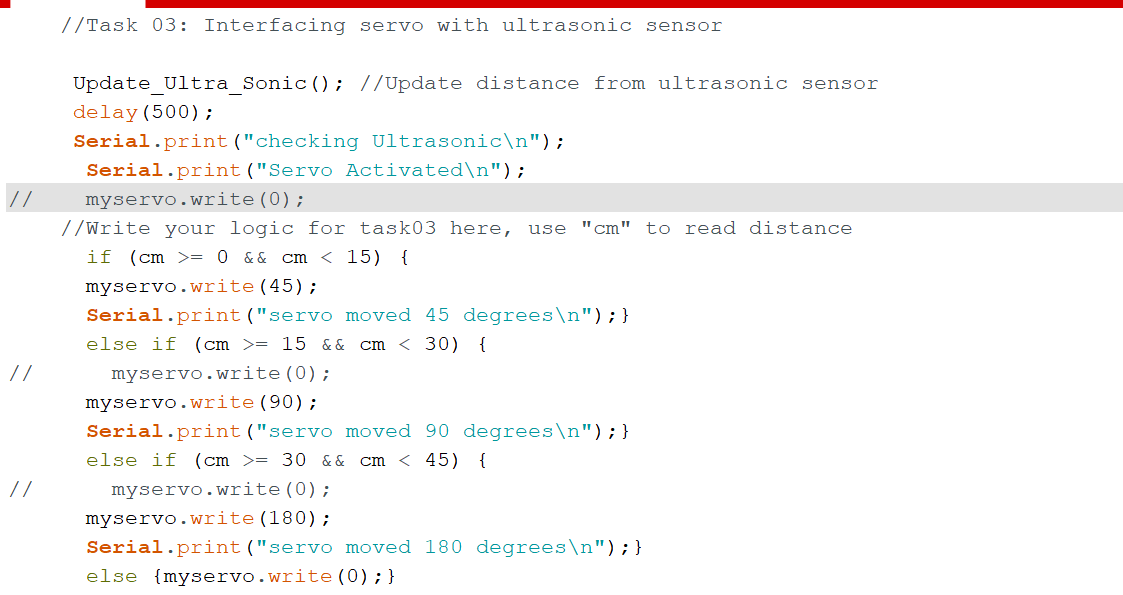 //Task 03: Interfacing servo with ultrasonic sensor
Update_Ultra_Sonic(); //Update distance from ultrasonic sensor
delay(500);
Serial.print("checking Ultrasonic\n");
Serial.print("Servo Activated\n");
//    myservo.write(0);
//Write your logic for task03 here, use "cm" to read distance
if (cm >= 0 && cm < 15) {
myservo.write(45);
Serial.print("servo moved 45 degrees\n");}
else if (cm >= 15 && cm < 30) {
//      myservo.write(0);
myservo.write(90);
Serial.print("servo moved 90 degrees\n");}
else if (cm >= 30 && cm < 45) {
//      myservo.write(0);
myservo.write(180);
Serial.print("servo moved 180 degrees\n");}
else {myservo.write(0);}